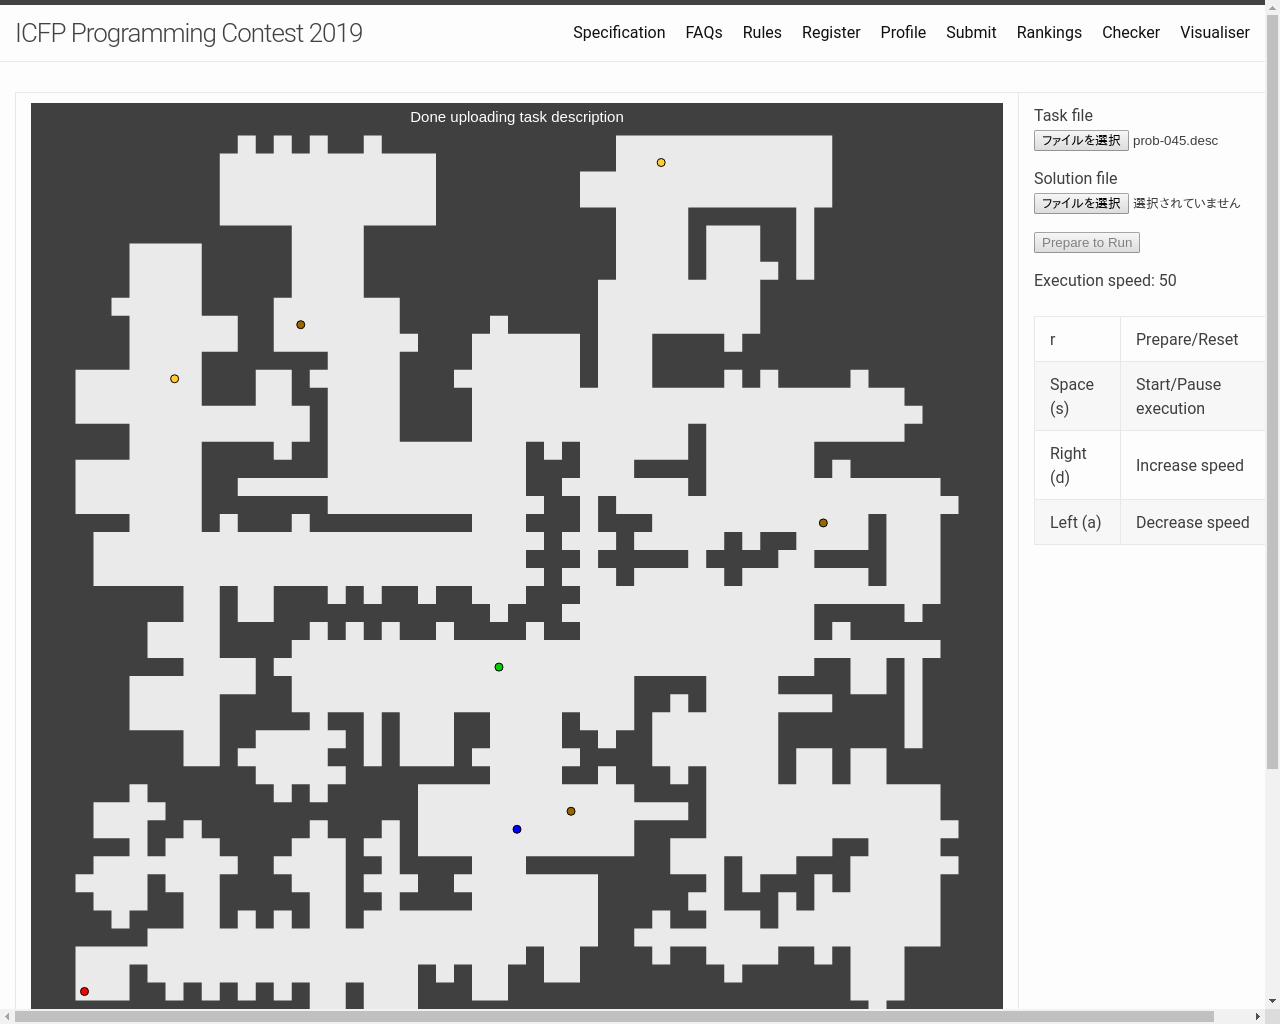 ICFP Programming Contest 2019
Specification FAQs Rules Register Profile Submit Rankings Checker Visualiser
Done uploading task description
Task file
ファイルを選択 prob-045.desc
Solution file
ファイルを選択 選択されていません
Prepare to Run
Execution speed: 50
r Prepare/Reset
Space (s) Start/Pause execution
Right (d) Increase speed
Left (a) Decrease speed